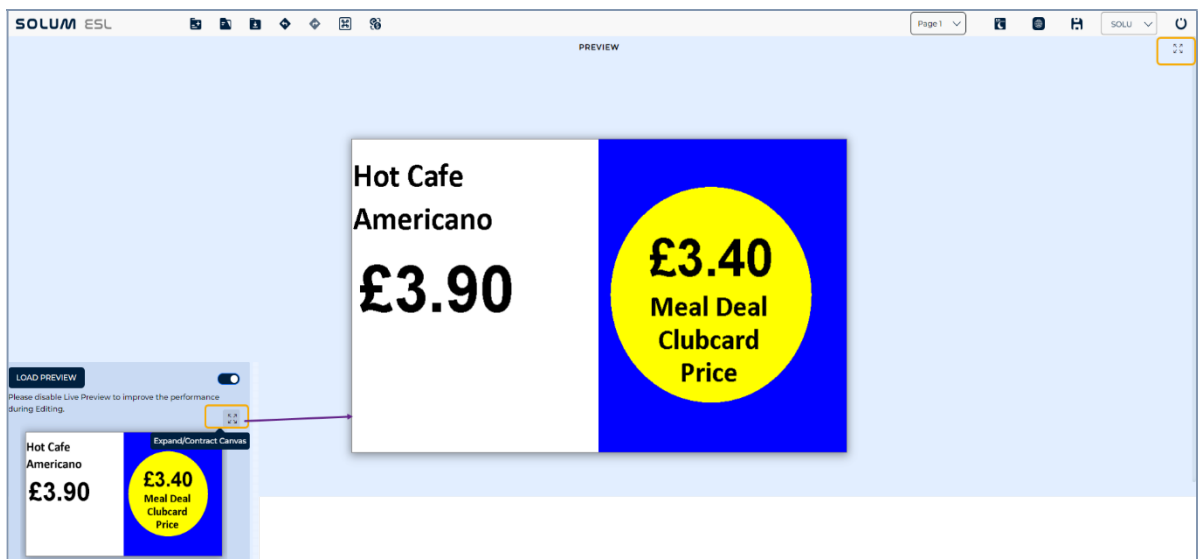 SOLUM ESL
Page 1
SOLU
PREVIEW
Hot Cafe
Americano
£3.90
£3.40
Meal Deal
Clubcard
Price
LOAD PREVIEW
Please disable Live Preview to improve the performance
during Editing.
Expand/Contract Canvas
Hot Cafe
Americano
£3.90
£3.40
Meal Deal
Clubcard
Price